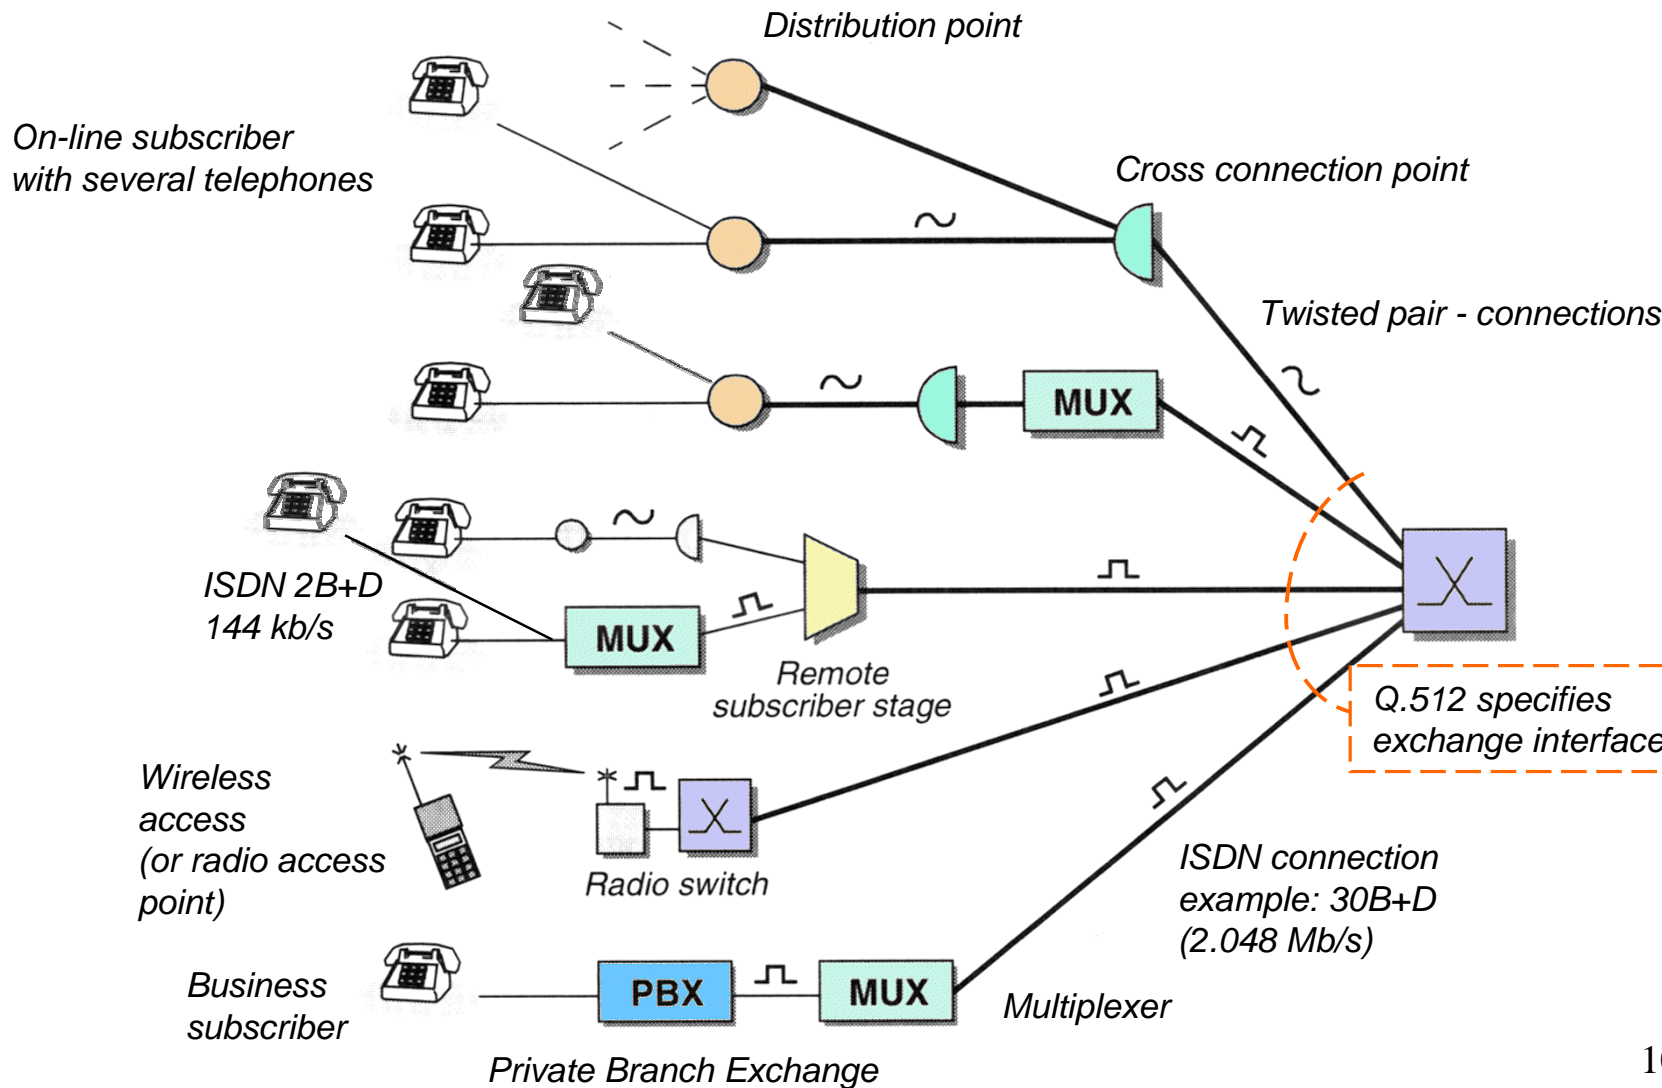 Distribution point
On-line subscriber
with several telephones
Cross connection point
Twisted pair - connections
MUX
ISDN 2B+D
144 kb/s
MUX
Remote
subscriber stage
Q.512 specifies
exchange interface
Wireless
access
(or radio access
point)
Radio switch
ISDN connection
example: 30B+D
(2.048 Mb/s)
Business
subscriber
PBX
MUX
Multiplexer
Private Branch Exchange